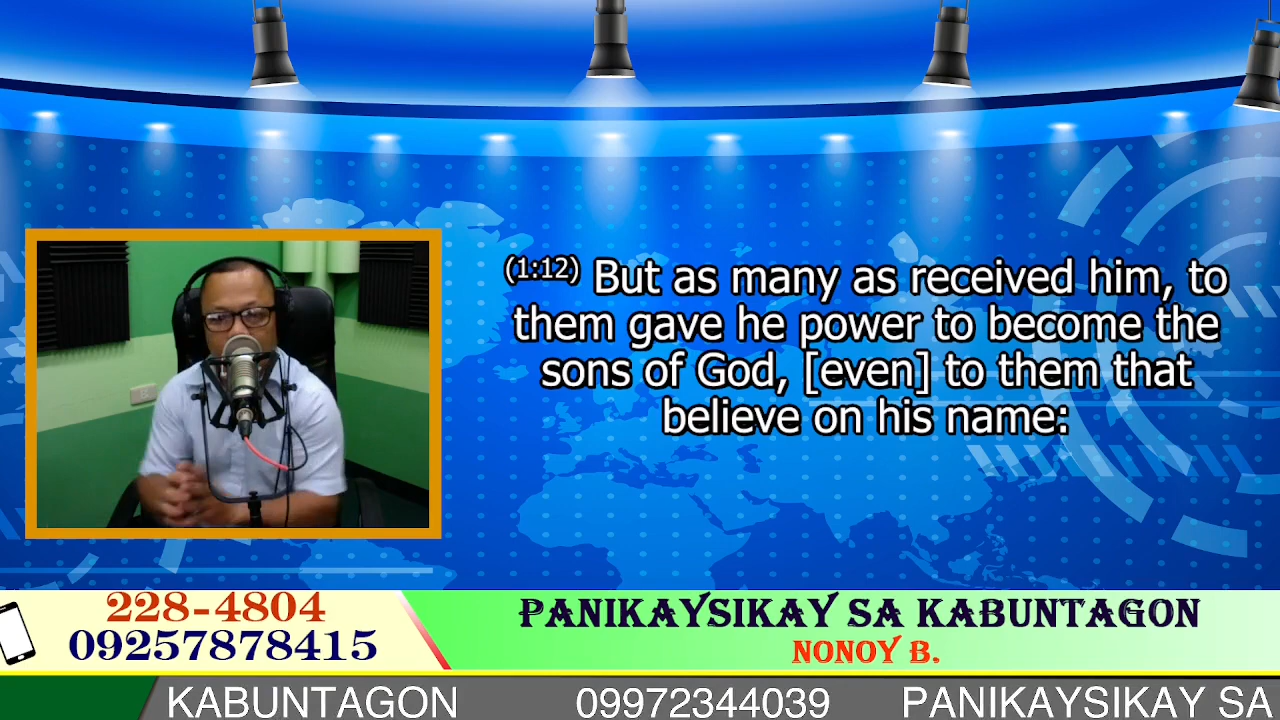 (1:12) But as many as received him, to
them gave he power to become the
sons of God, [even] to them that
believe on his name:
228-4804
09257878415
PANIKAYSIKAY SA KABUNTAGON
NONOY B.
KABUNTAGON 09972344039 PANIKAYSIKAY SA